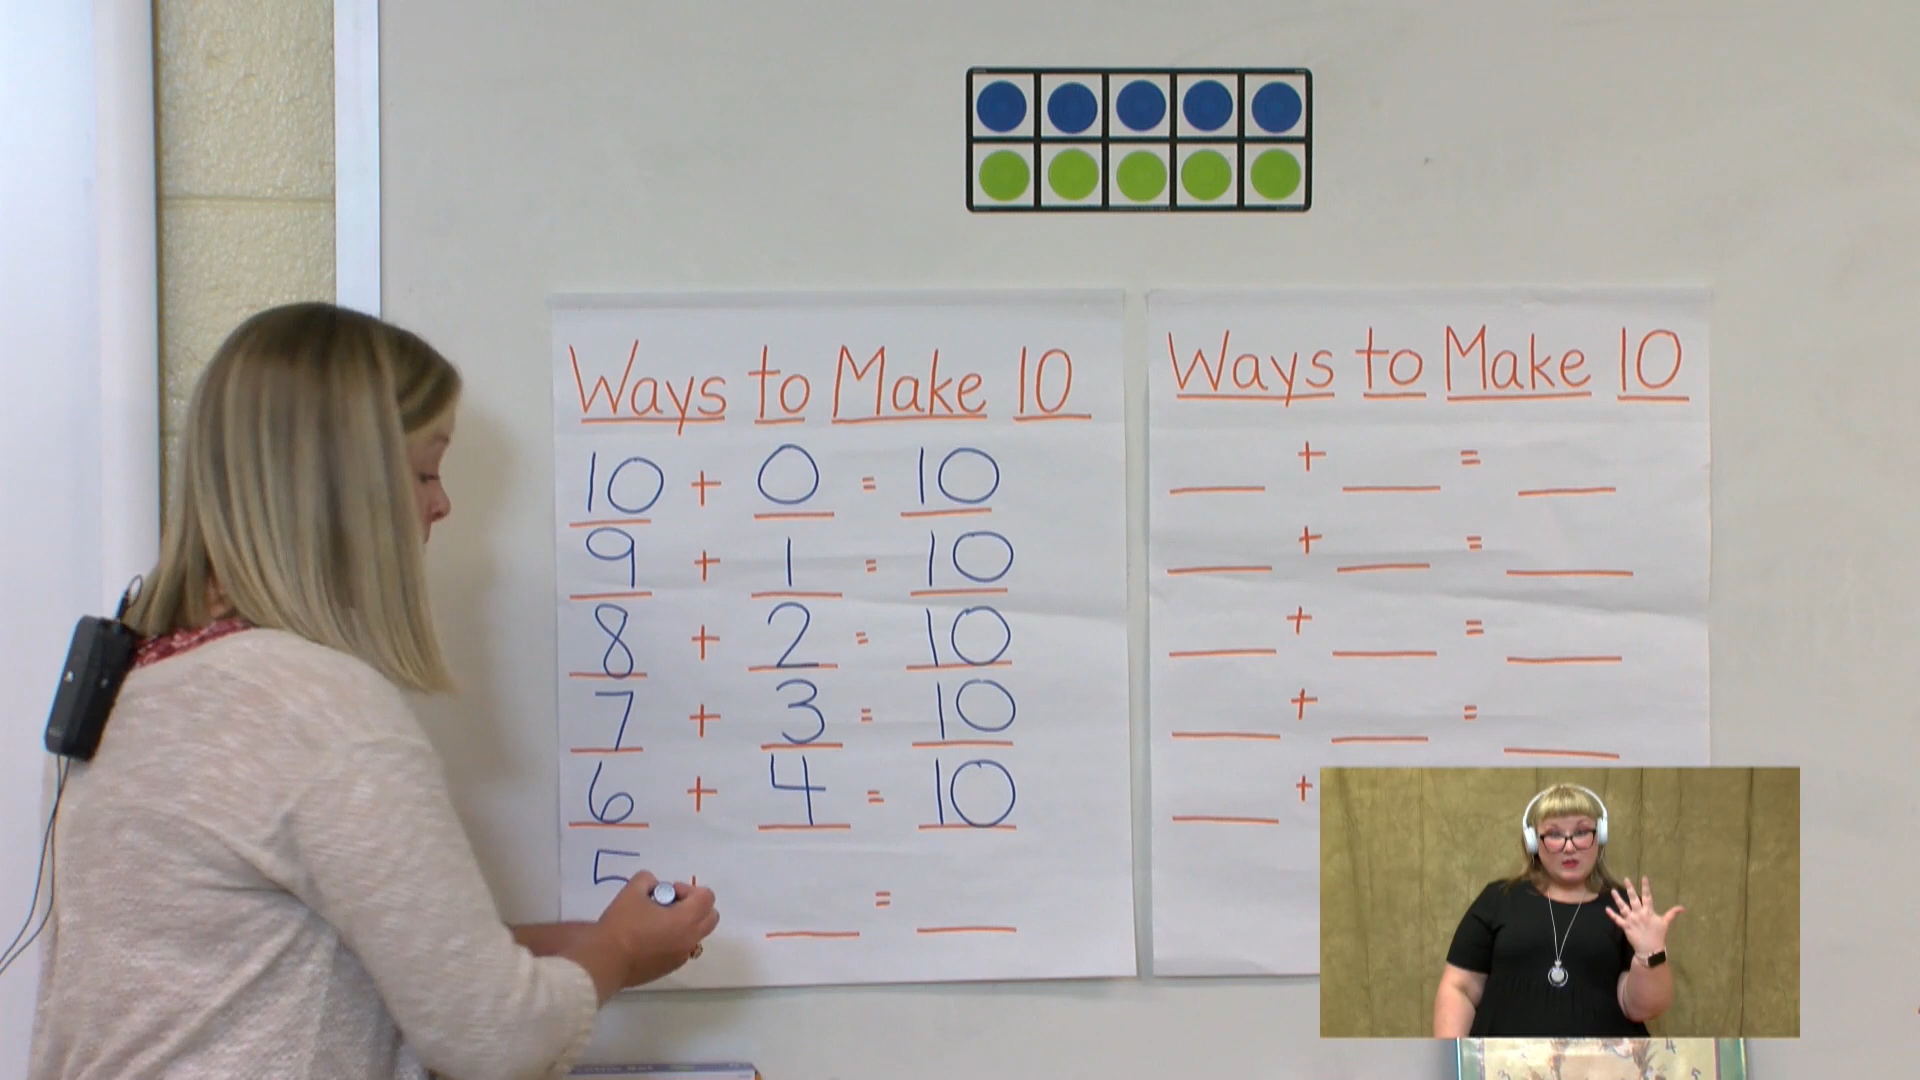 Ways to Make 10
10 + 0 = 10
9 + 1 = 10
8 + 2 = 10
7 + 3 = 10
6 + 4 = 10
5 + =
Ways to Make 10
+ =
+ =
+ =
+ =
+